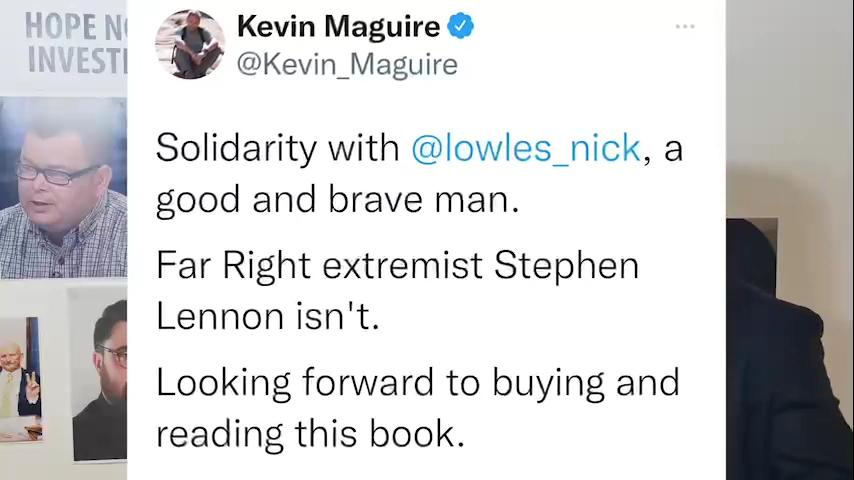 HOPE NO
INVESTI
Kevin Maguire
@Kevin_Maguire
Solidarity with @lowles_nick, a
good and brave man.
Far Right extremist Stephen
Lennon isn't.
Looking forward to buying and
reading this book.